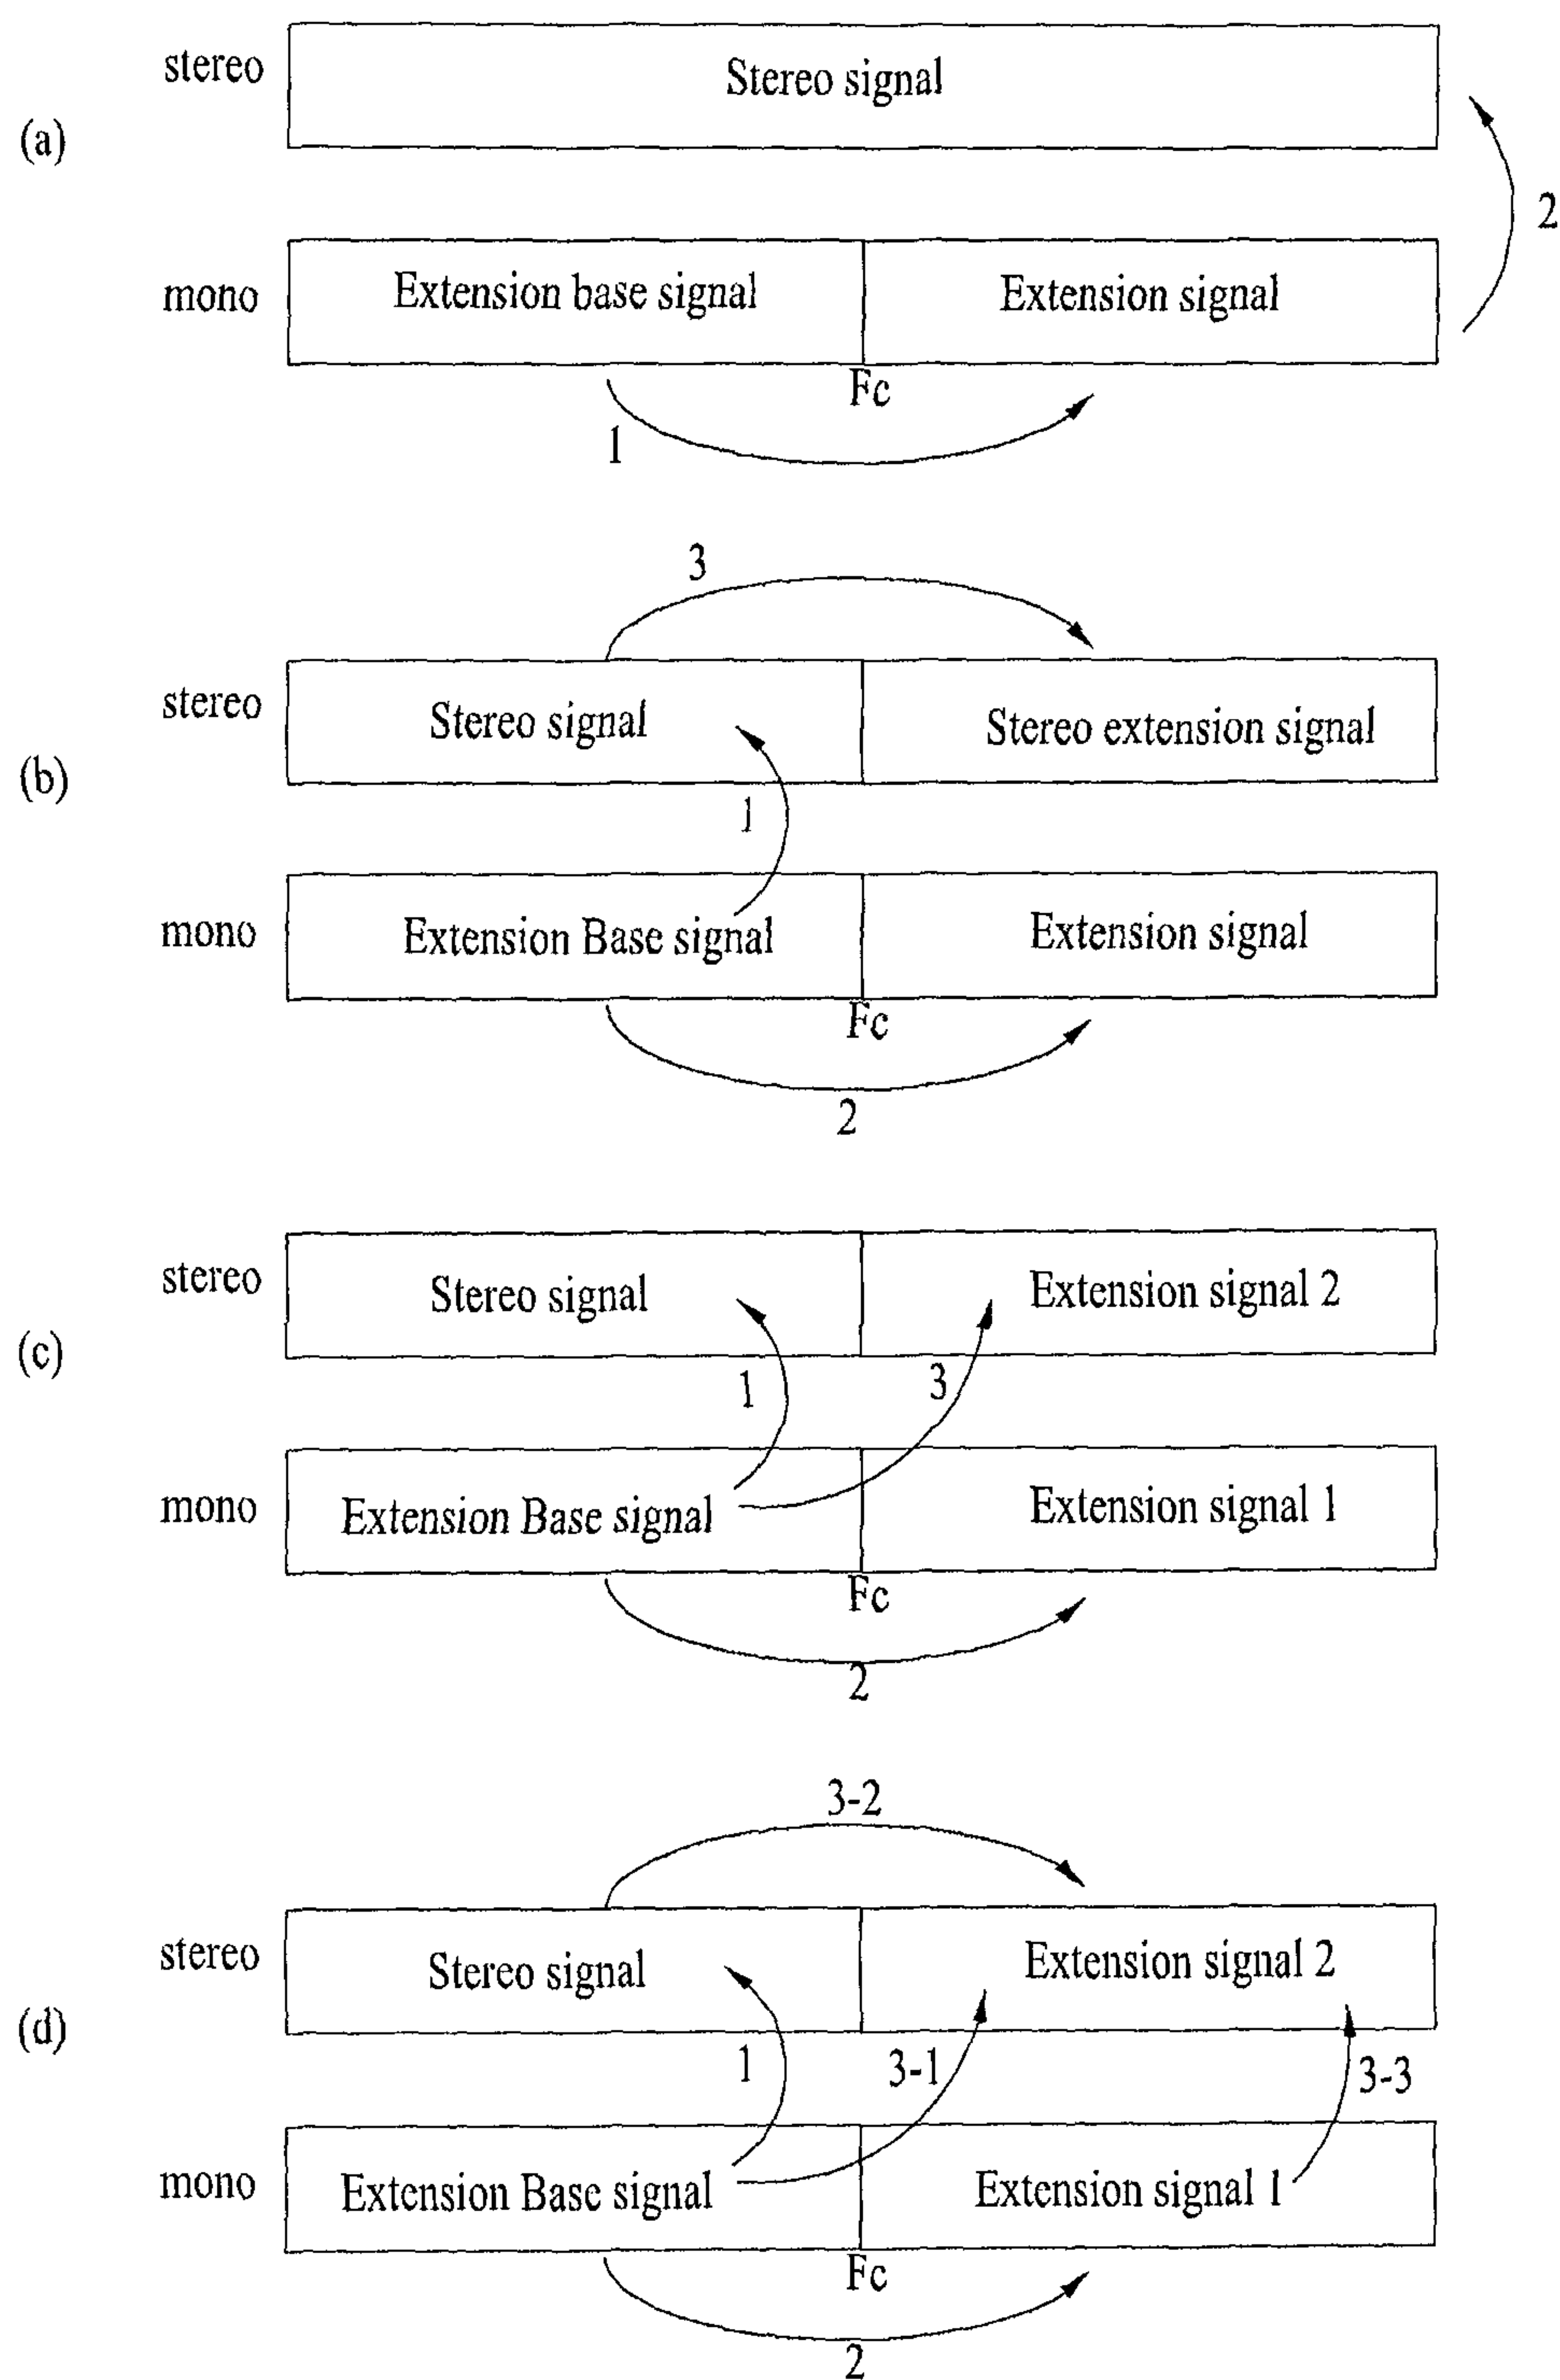 stereo
Stereo signal
(a)
2
mono
Extension base signal
Extension signal
Fc
1
3
stereo
Stereo signal
Stereo extension signal
(b)
1
mono
Extension Base signal
Extension signal
Fc
2
stereo
Stereo signal
Extension signal 2
(c)
1
3
mono
Extension Base signal
Extension signal 1
Fc
2
3-2
stereo
Stereo signal
Extension signal 2
(d)
1
3-1
3-3
mono
Extension Base signal
Extension signal 1
Fc
2